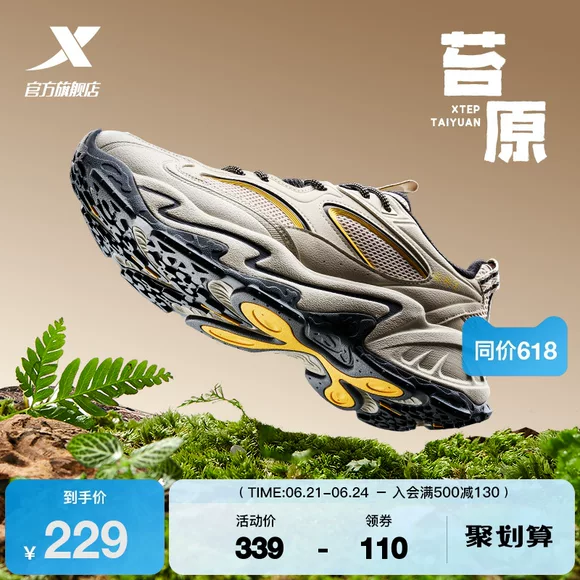 官方旗舰店
苔原
XTEP
TAIYUAN
同价618
到手价
¥229
(TIME:06.21-06.24 – 入会满500减130)
活动价 领券
339 - 110
聚划算